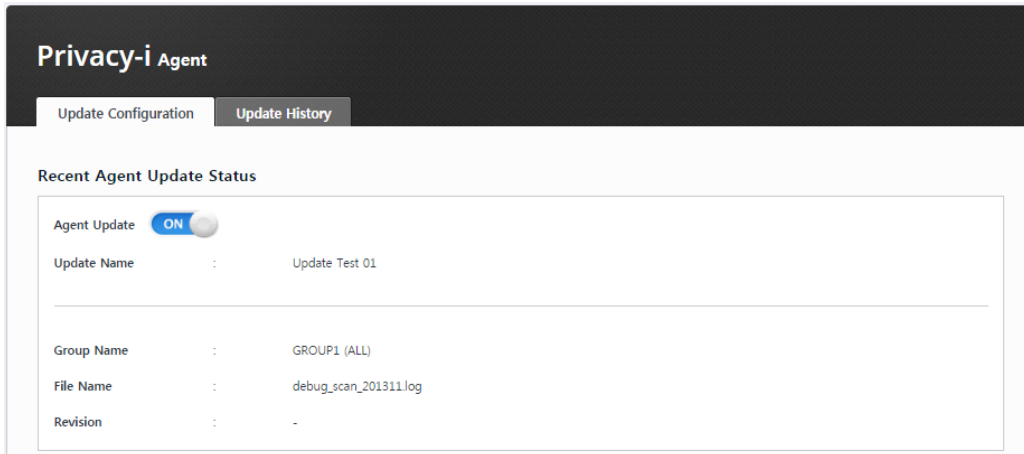 Privacy-i Agent
Update Configuration Update History
Recent Agent Update Status
Agent Update ON
Update Name : Update Test 01
Group Name : GROUP1 (ALL)
File Name : debug_scan_201311.log
Revision : -